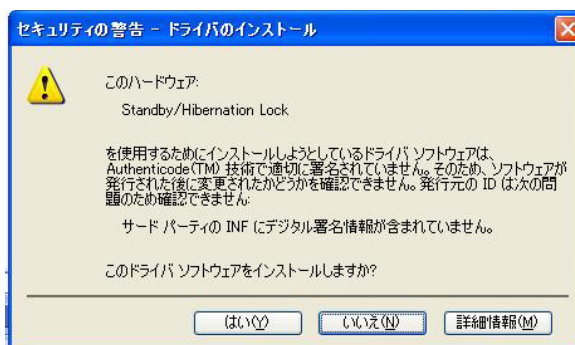 セキュリティの警告 - ドライバのインストール
このハードウェア:
Standby/Hibernation Lock
を使用するためにインストールしようとしているドライバ ソフトウェアは、
Authenticode(TM) 技術で適切に署名されていません。そのため、ソフトウェアが
発行された後に変更されたかどうかを確認できません。発行元の ID は次の問
題のため確認できません:
サード パーティの INF にデジタル署名情報が含まれていません。
このドライバ ソフトウェアをインストールしますか?
はい(Y) いいえ(N) 詳細情報(M)